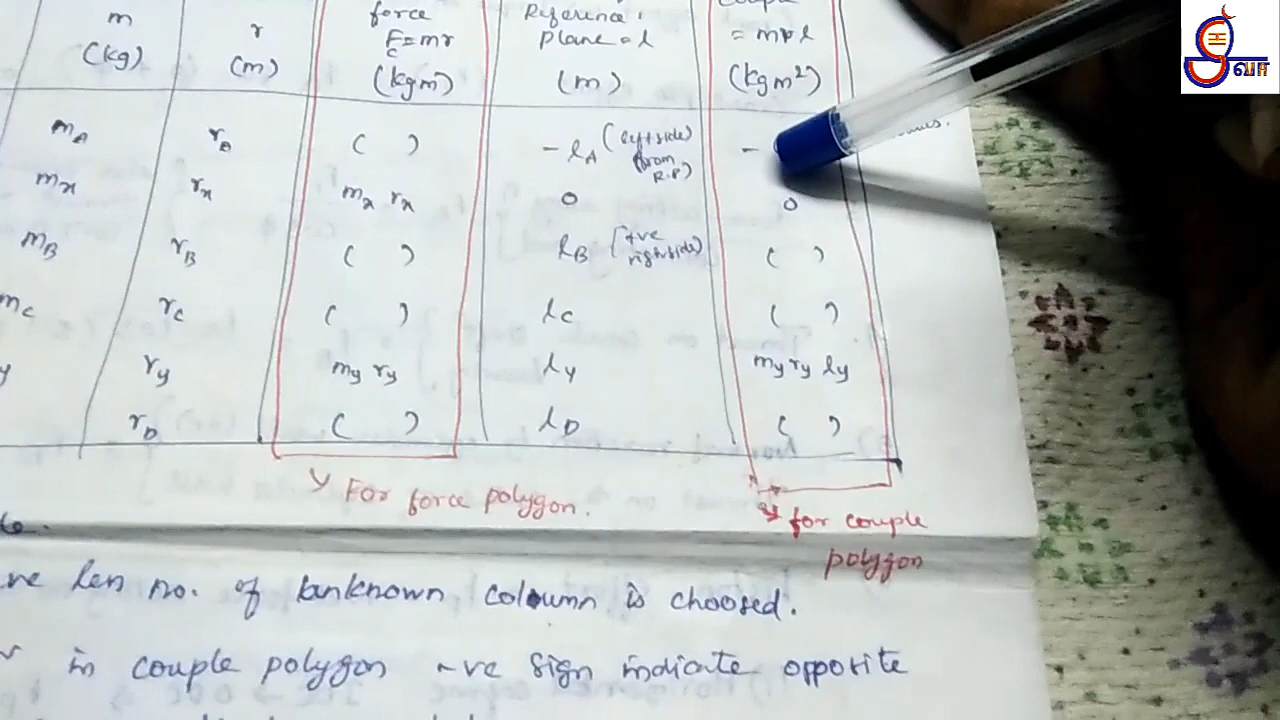 m force Reference couple
(kg) r F = mr plane = l = mrl
(m) c
(kgm) (m) (kgm²)
mA rA ( ) - lA (left side from R.P) -
mx rx mx rx 0 0
mB rB ( ) lB (+ve right side) ( )
mc rc ( ) lc ( )
y ry my ry ly my ry ly
rD ( ) lD ( )
For force polygon.
for couple
polygon
ve len no. of unknown column is choosed.
in couple polygon -ve sign indicate opposite
வா